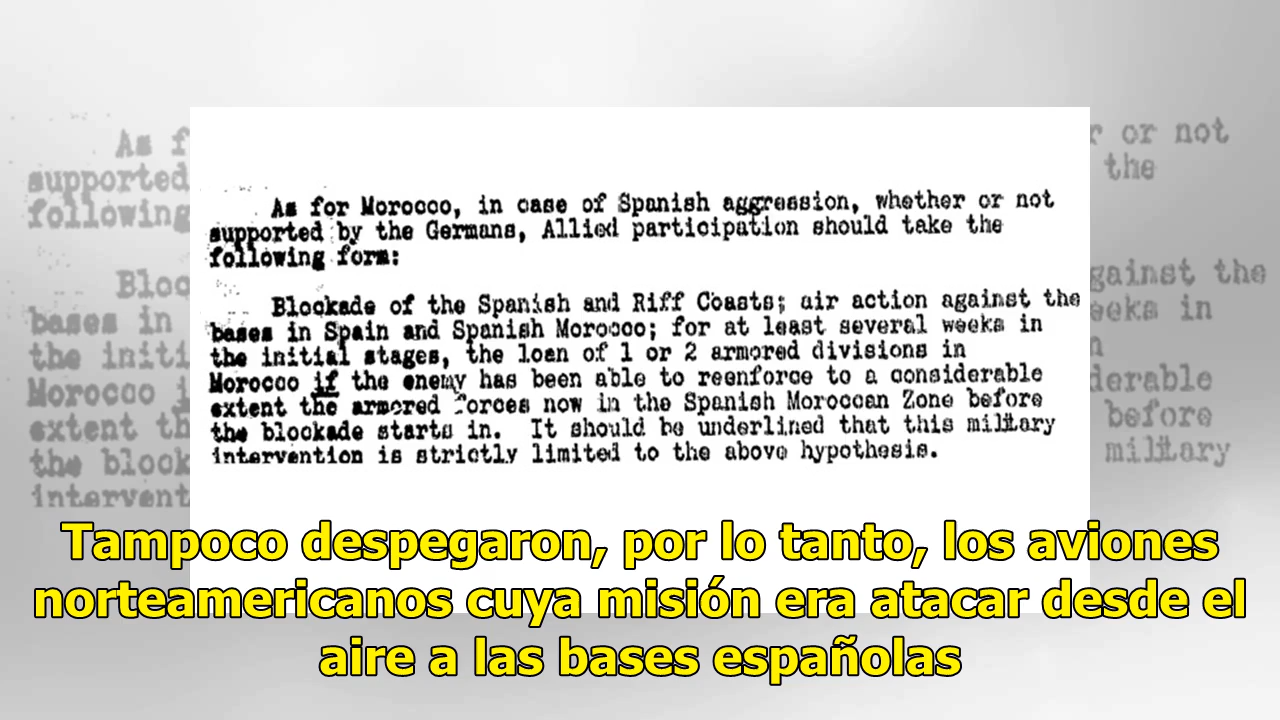 As for Morocco, in case of Spanish aggression, whether or not
supported by the Germans, Allied participation should take the
following form:
Blockade of the Spanish and Riff Coasts; air action against the
bases in Spain and Spanish Morocco; for at least several weeks in
the initial stages, the loan of 1 or 2 armored divisions in
Morocco if the enemy has been able to reenforce to a considerable
extent the armored forces now in the Spanish Moroccan Zone before
the blockade starts in. It should be underlined that this military
intervention is strictly limited to the above hypothesis.
Tampoco despegaron, por lo tanto, los aviones
norteamericanos cuya misión era atacar desde el
aire a las bases españolas